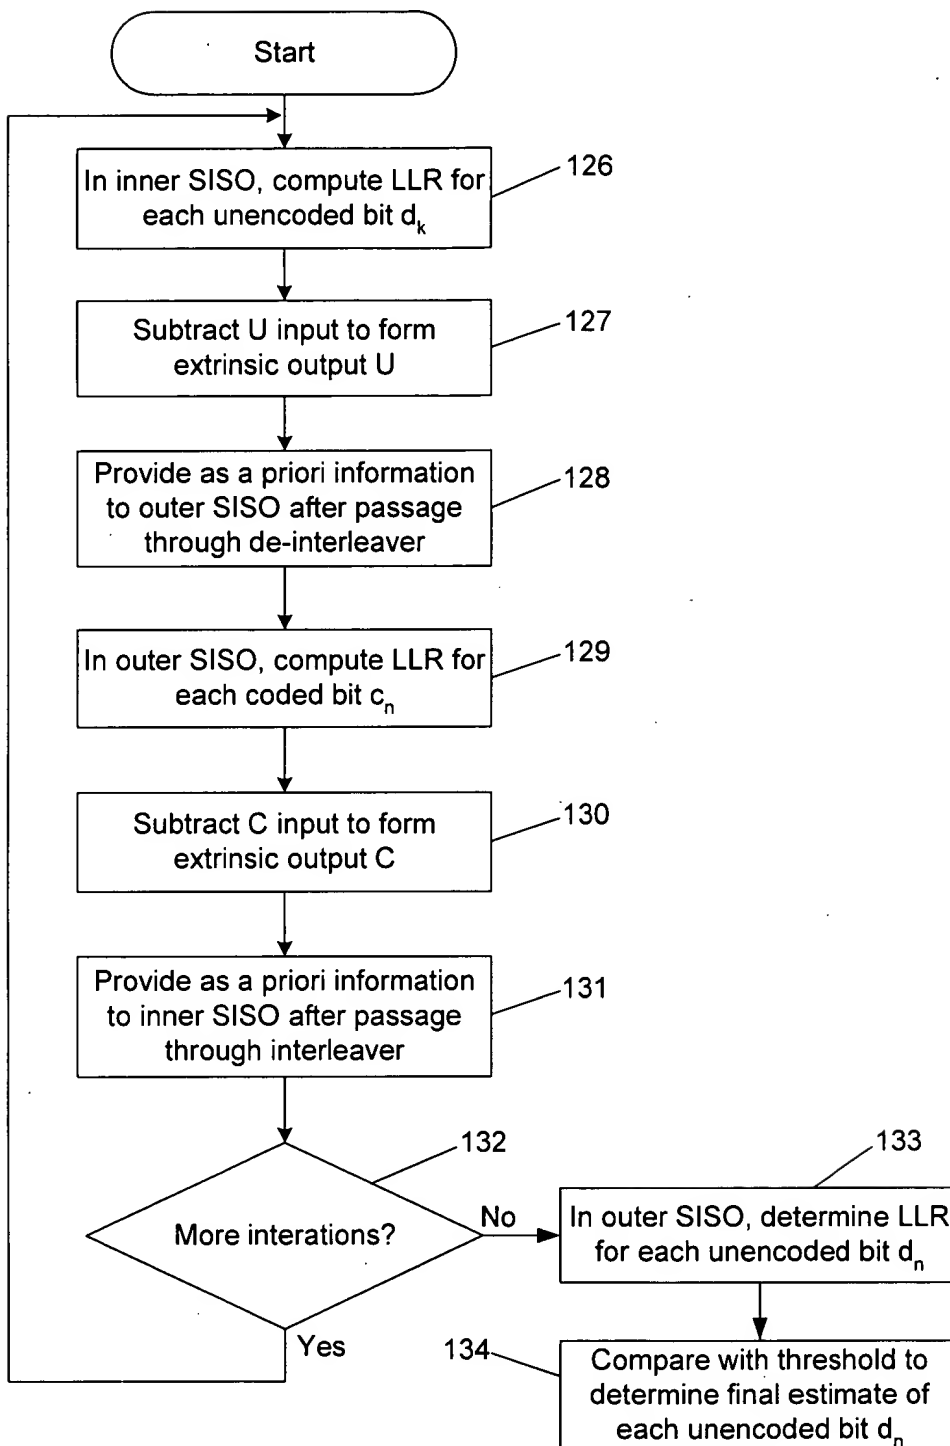 Start
In inner SISO, compute LLR for
each unencoded bit dk
126
Subtract U input to form
extrinsic output U
127
Provide as a priori information
to outer SISO after passage
through de-interleaver
128
In outer SISO, compute LLR for
each coded bit cn
129
Subtract C input to form
extrinsic output C
130
Provide as a priori information
to inner SISO after passage
through interleaver
131
More interations?
132
No
Yes
In outer SISO, determine LLR
for each unencoded bit dn
133
Compare with threshold to
determine final estimate of
each unencoded bit dn
134